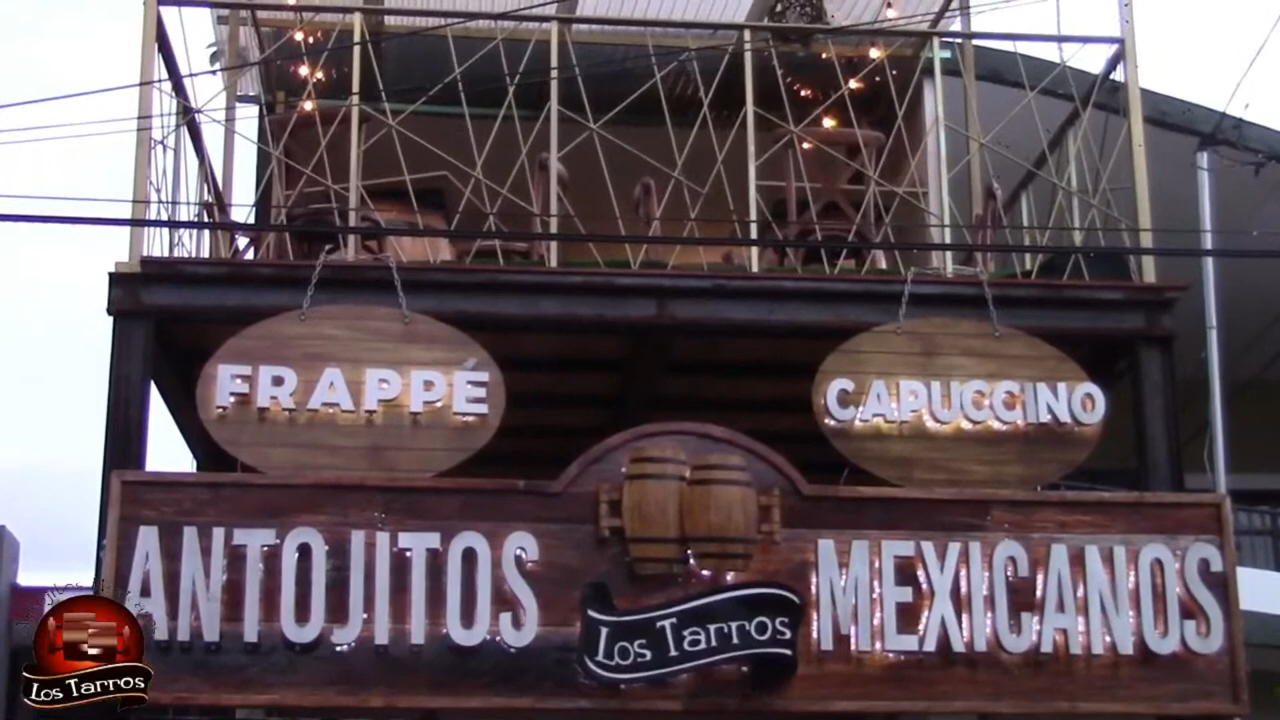 FRAPPÉ
CAPUCCINO
ANTOJITOS
MEXICANOS
Los Tarros
Los Tarros